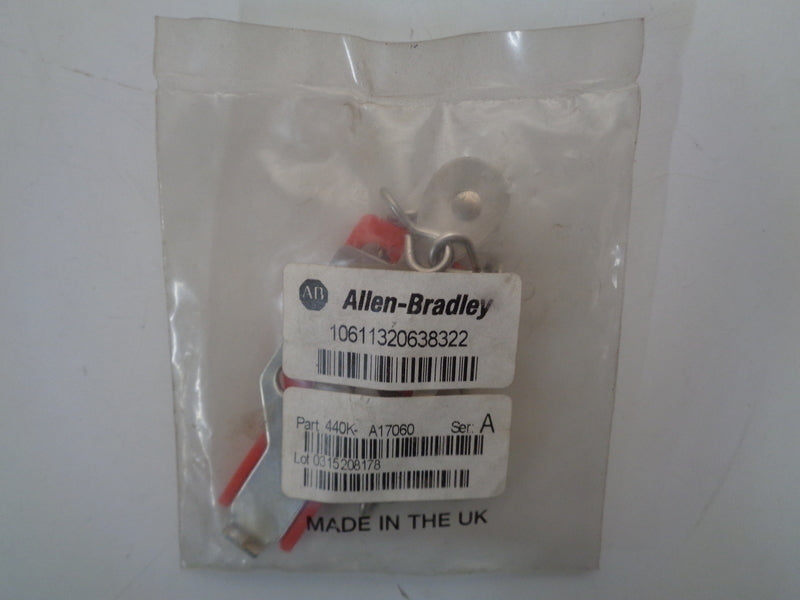 AB Allen-Bradley
10611320638322
Part 440K- A17060 Ser: A
Lot 0315208178
MADE IN THE UK